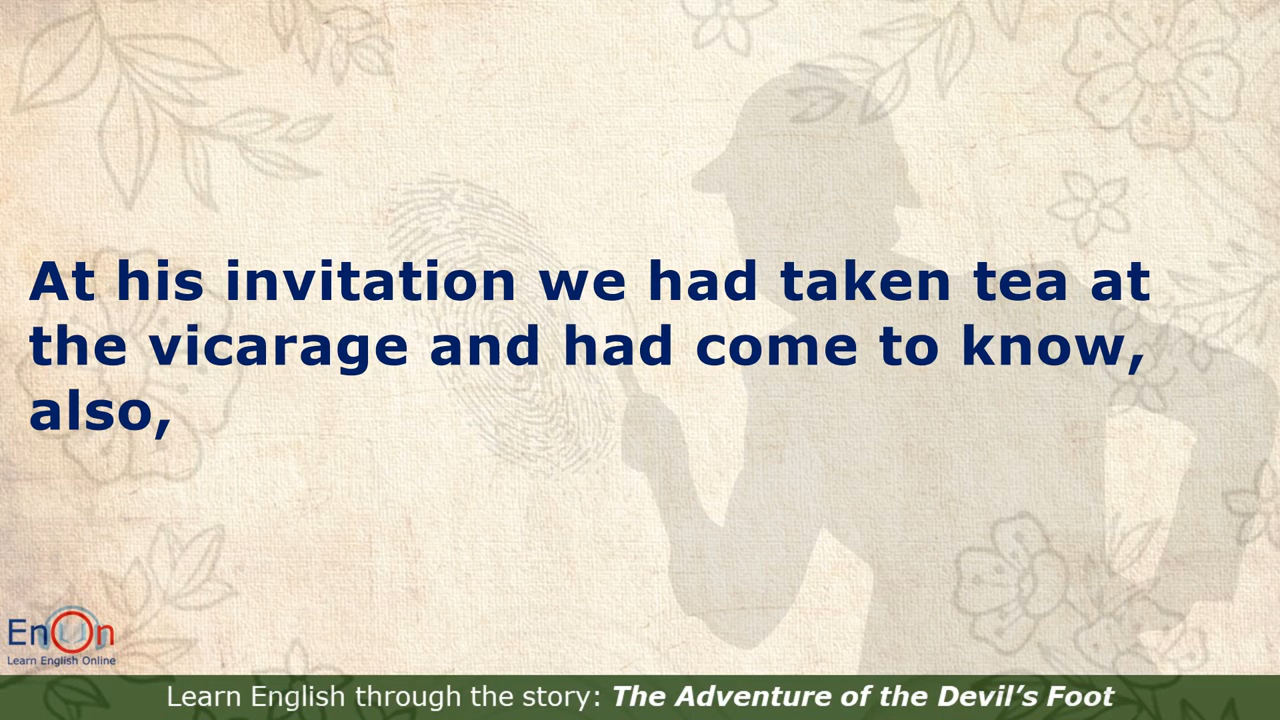 At his invitation we had taken tea at
the vicarage and had come to know,
also,
EnOn
Learn English Online
Learn English through the story: The Adventure of the Devil’s Foot